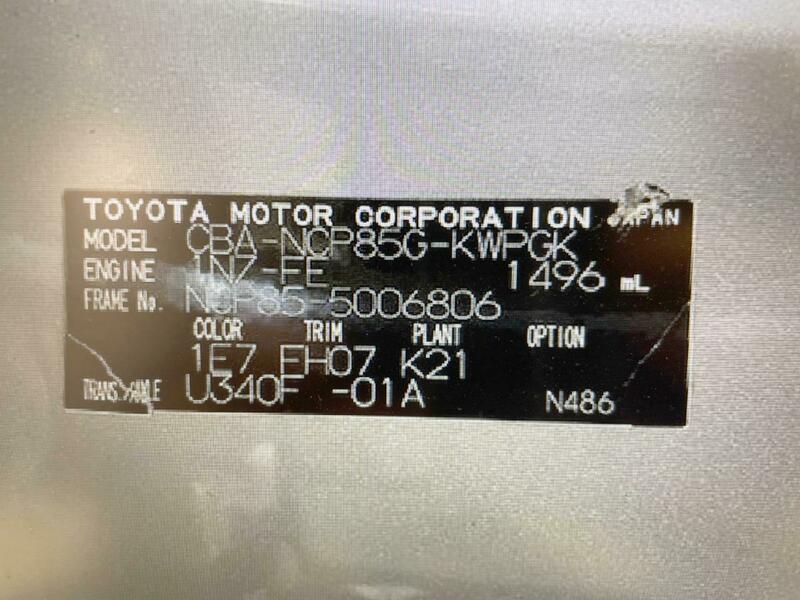 TOYOTA MOTOR CORPORATION JAPAN
MODEL CBA-NCP85G-KWPGK
ENGINE 1NZ-FE 1496 mL
FRAME No. NCP85-5006806
COLOR TRIM PLANT OPTION
1E7 FH07 K21
TRANS./AXLE U340F -01A N486